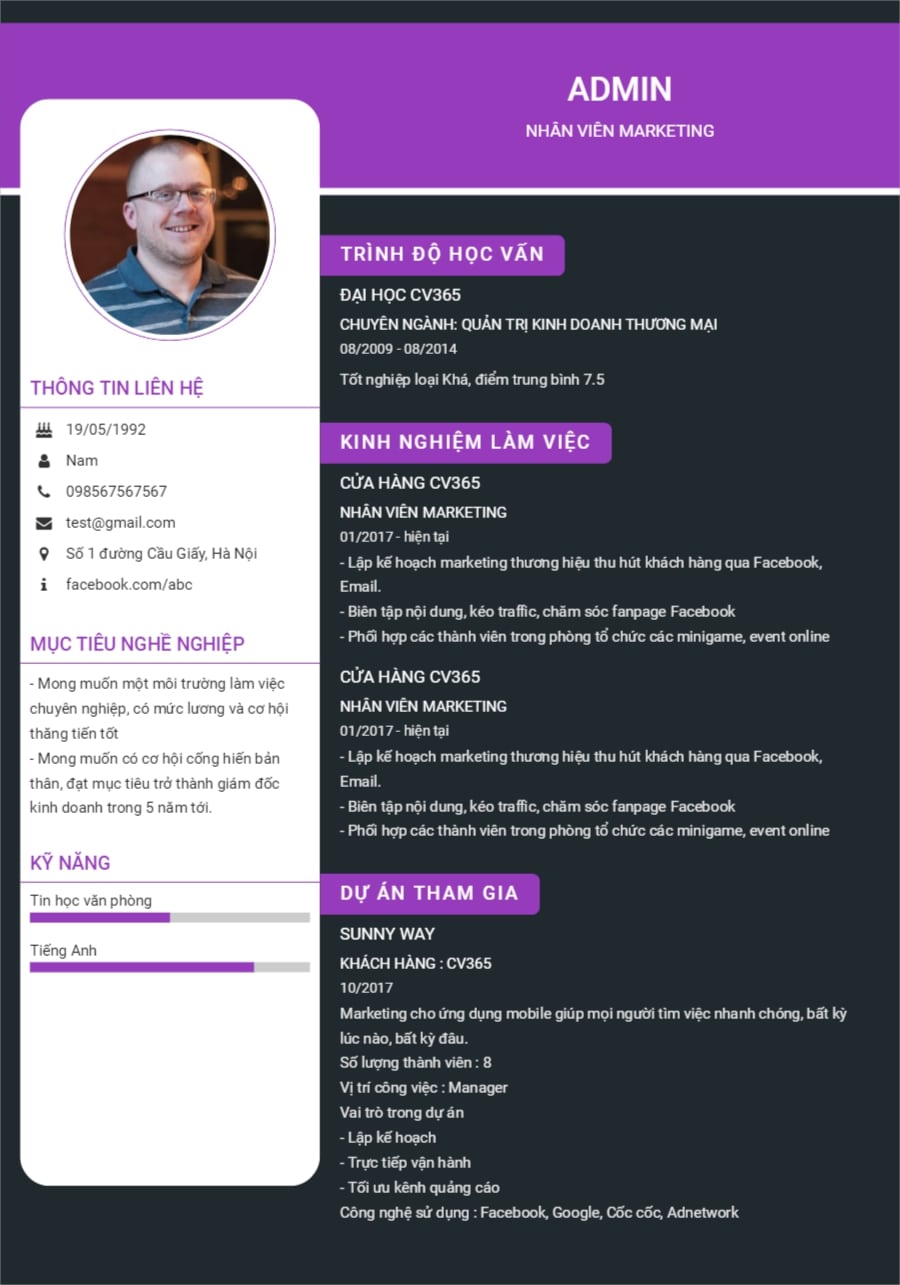 ADMIN
NHÂN VIÊN MARKETING
THÔNG TIN LIÊN HỆ
19/05/1992
Nam
098567567567
test@gmail.com
Số 1 đường Cầu Giấy, Hà Nội
facebook.com/abc
MỤC TIÊU NGHỀ NGHIỆP
- Mong muốn một môi trường làm việc
chuyên nghiệp, có mức lương và cơ hội
thăng tiến tốt
- Mong muốn có cơ hội cống hiến bản
thân, đạt mục tiêu trở thành giám đốc
kinh doanh trong 5 năm tới.
KỸ NĂNG
Tin học văn phòng
Tiếng Anh
TRÌNH ĐỘ HỌC VẤN
ĐẠI HỌC CV365
CHUYÊN NGÀNH: QUẢN TRỊ KINH DOANH THƯƠNG MẠI
08/2009 - 08/2014
Tốt nghiệp loại Khá, điểm trung bình 7.5
KINH NGHIỆM LÀM VIỆC
CỬA HÀNG CV365
NHÂN VIÊN MARKETING
01/2017 - hiện tại
- Lập kế hoạch marketing thương hiệu thu hút khách hàng qua Facebook,
Email.
- Biên tập nội dung, kéo traffic, chăm sóc fanpage Facebook
- Phối hợp các thành viên trong phòng tổ chức các minigame, event online
CỬA HÀNG CV365
NHÂN VIÊN MARKETING
01/2017 - hiện tại
- Lập kế hoạch marketing thương hiệu thu hút khách hàng qua Facebook,
Email.
- Biên tập nội dung, kéo traffic, chăm sóc fanpage Facebook
- Phối hợp các thành viên trong phòng tổ chức các minigame, event online
DỰ ÁN THAM GIA
SUNNY WAY
KHÁCH HÀNG : CV365
10/2017
Marketing cho ứng dụng mobile giúp mọi người tìm việc nhanh chóng, bất kỳ
lúc nào, bất kỳ đâu.
Số lượng thành viên : 8
Vị trí công việc : Manager
Vai trò trong dự án
- Lập kế hoạch
- Trực tiếp vận hành
- Tối ưu kênh quảng cáo
Công nghệ sử dụng : Facebook, Google, Cốc cốc, Adnetwork